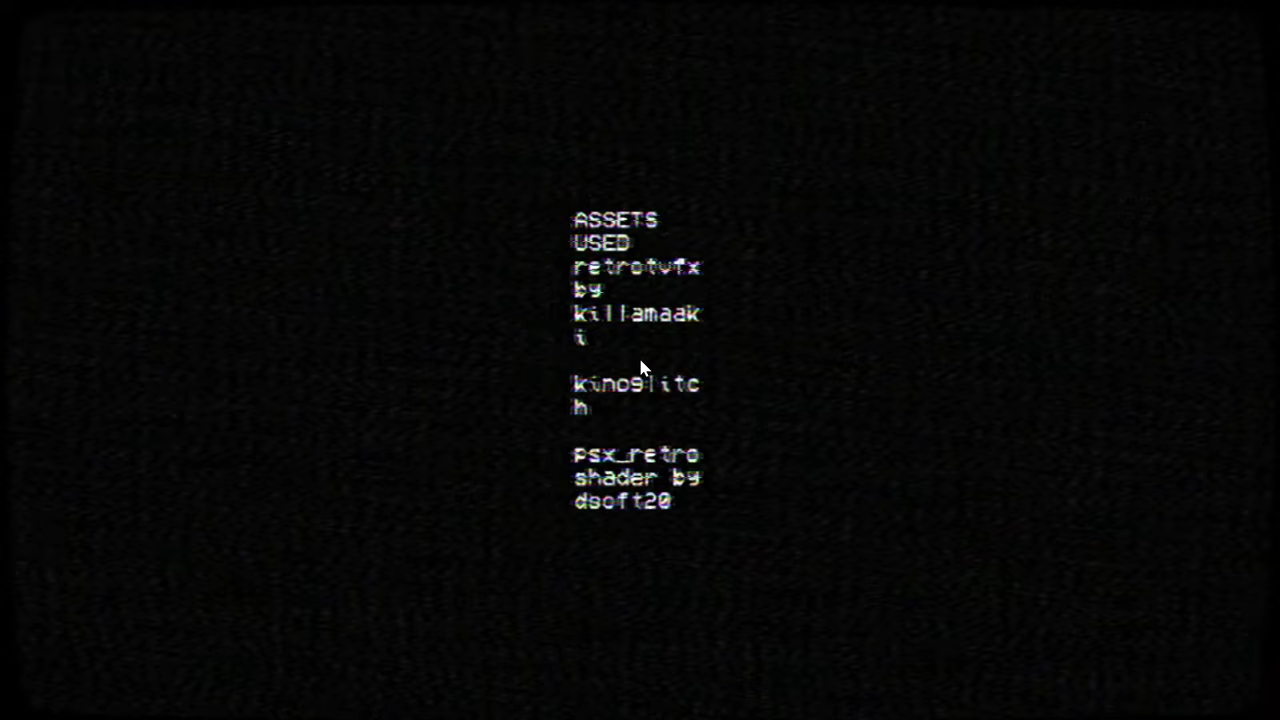 ASSETS
USED
retrotvfx
by
killamaak
i
kinoglitc
h
psx_retro
shader by
dsoft20